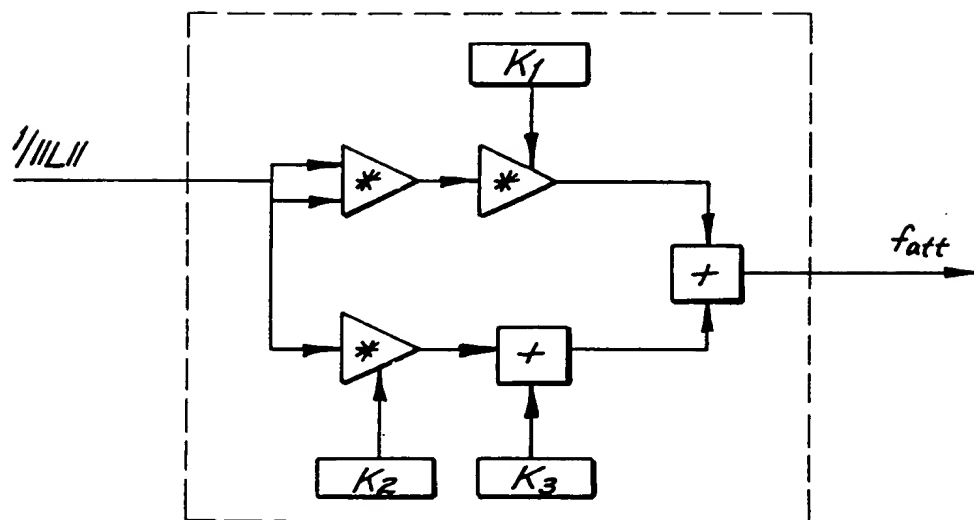 K1
1/||L||
*
*
+
fatt
*
+
K2
K3